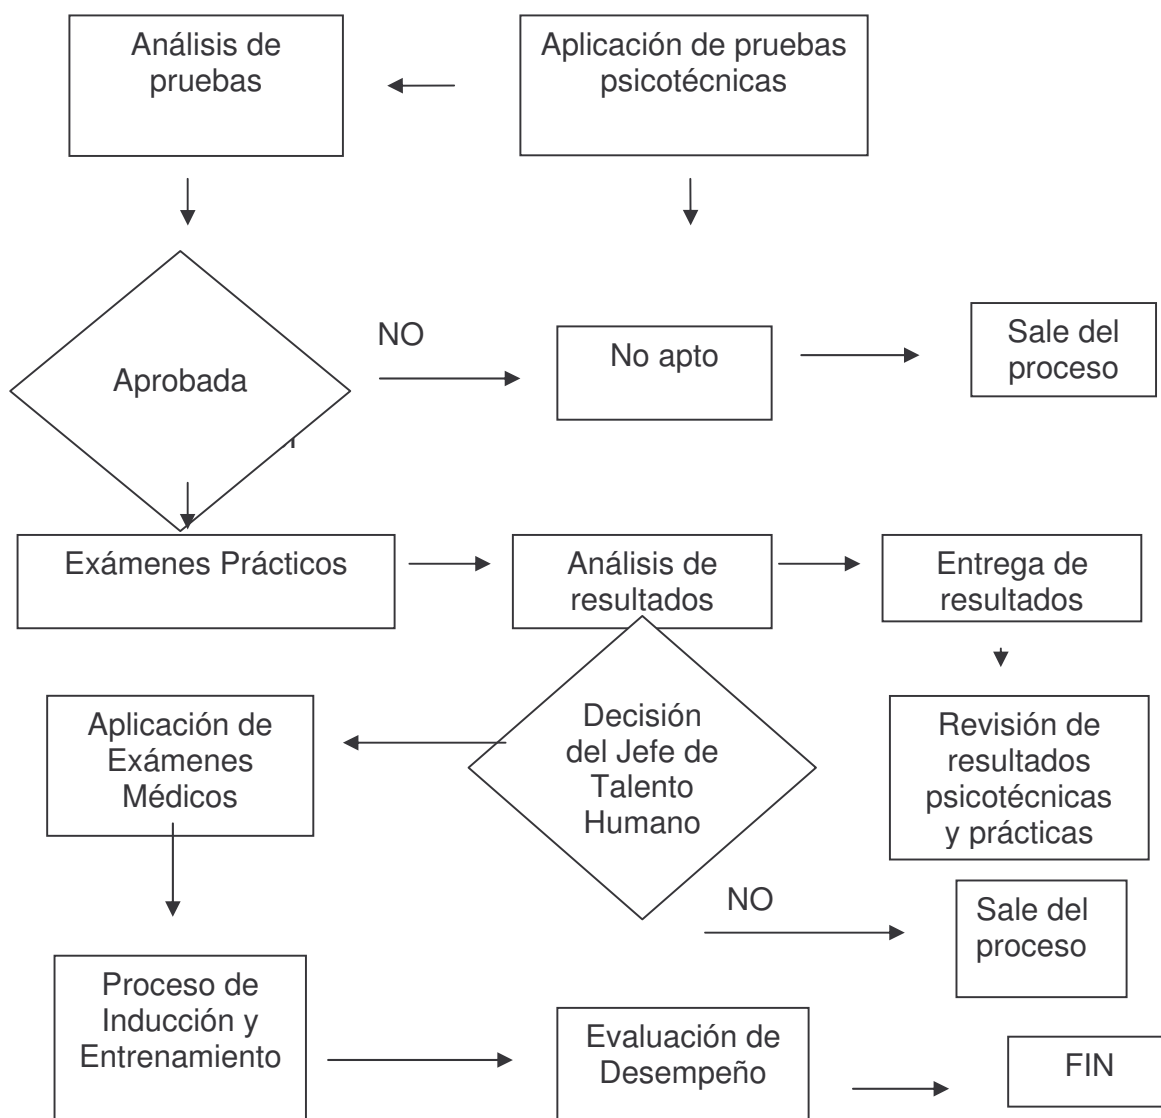 Análisis de
pruebas
Aplicación de pruebas
psicotécnicas
Aprobada
NO
No apto
Sale del
proceso
Exámenes Prácticos
Análisis de
resultados
Entrega de
resultados
Aplicación de
Exámenes
Médicos
Decisión
del Jefe de
Talento
Humano
Revisión de
resultados
psicotécnicas
y prácticas
NO
Sale del
proceso
Proceso de
Inducción y
Entrenamiento
Evaluación de
Desempeño
FIN